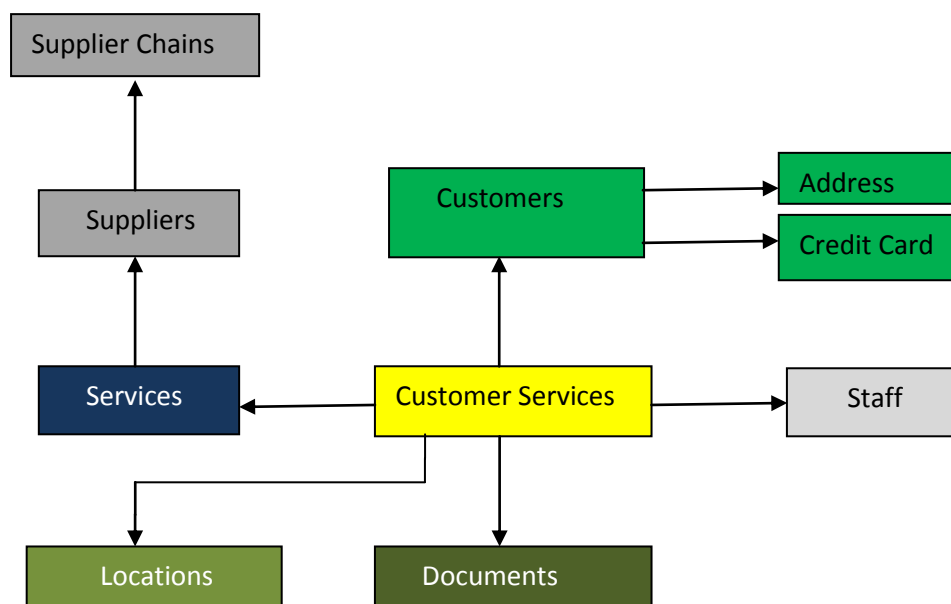 Supplier Chains
Customers
Address
Suppliers
Credit Card
Services
Customer Services
Staff
Locations
Documents